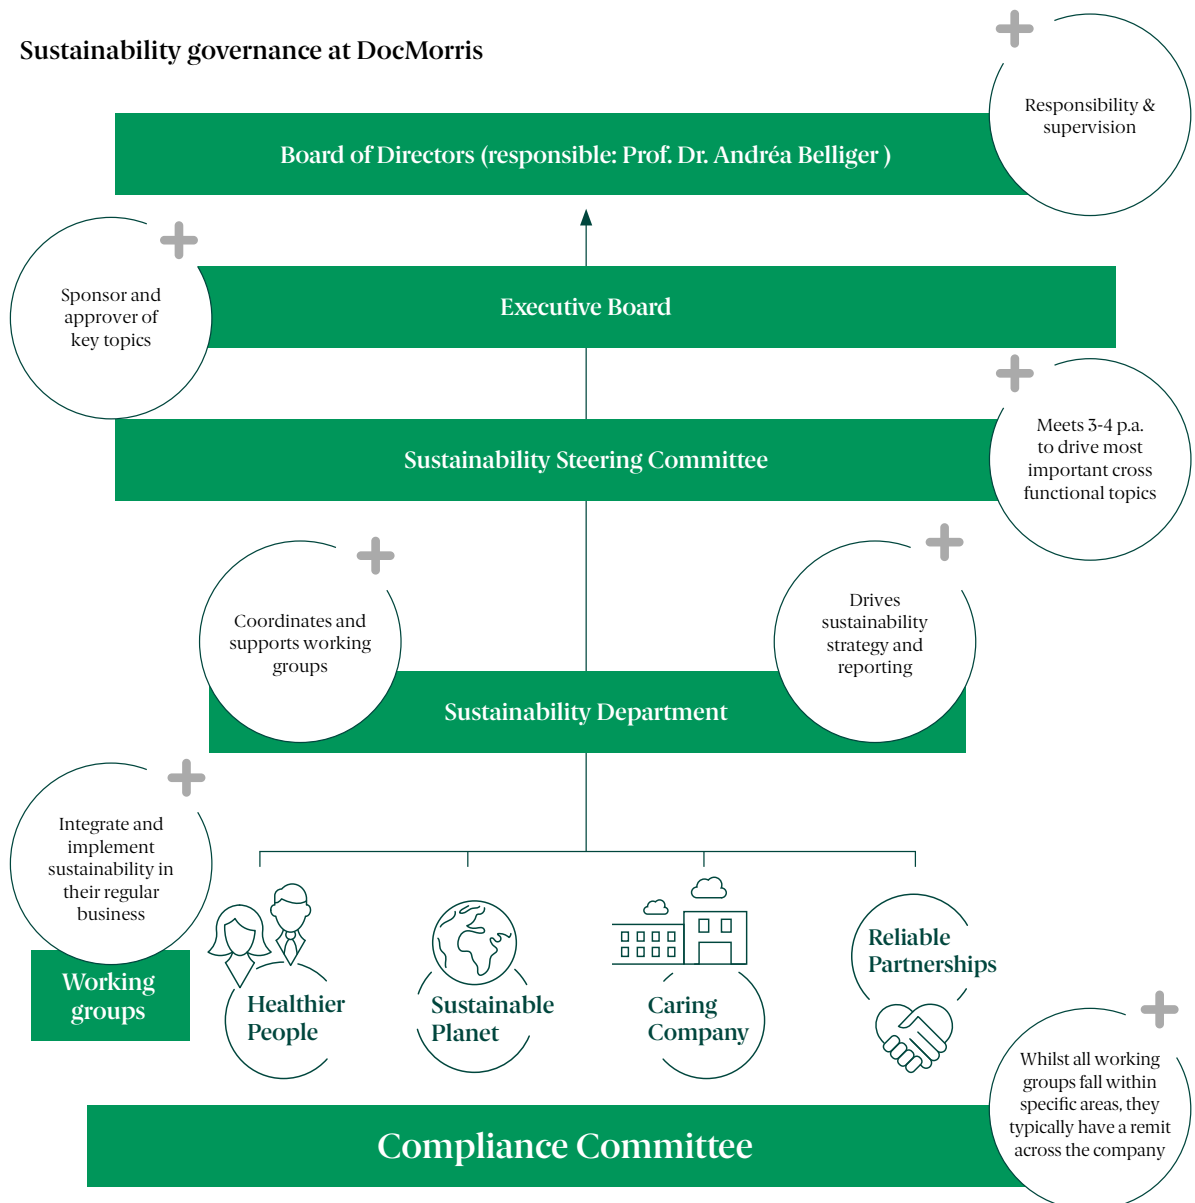 Sustainability governance at DocMorris
Responsibility &
supervision
Board of Directors (responsible: Prof. Dr. Andréa Belliger )
Sponsor and
approver of
key topics
Executive Board
Meets 3-4 p.a.
to drive most
important cross
functional topics
Sustainability Steering Committee
Coordinates and
supports working
groups
Drives
sustainability
strategy and
reporting
Sustainability Department
Integrate and
implement
sustainability in
their regular
business
Working
groups
Healthier
People
Sustainable
Planet
Caring
Company
Reliable
Partnerships
Whilst all working
groups fall within
specific areas, they
typically have a remit
across the company
Compliance Committee